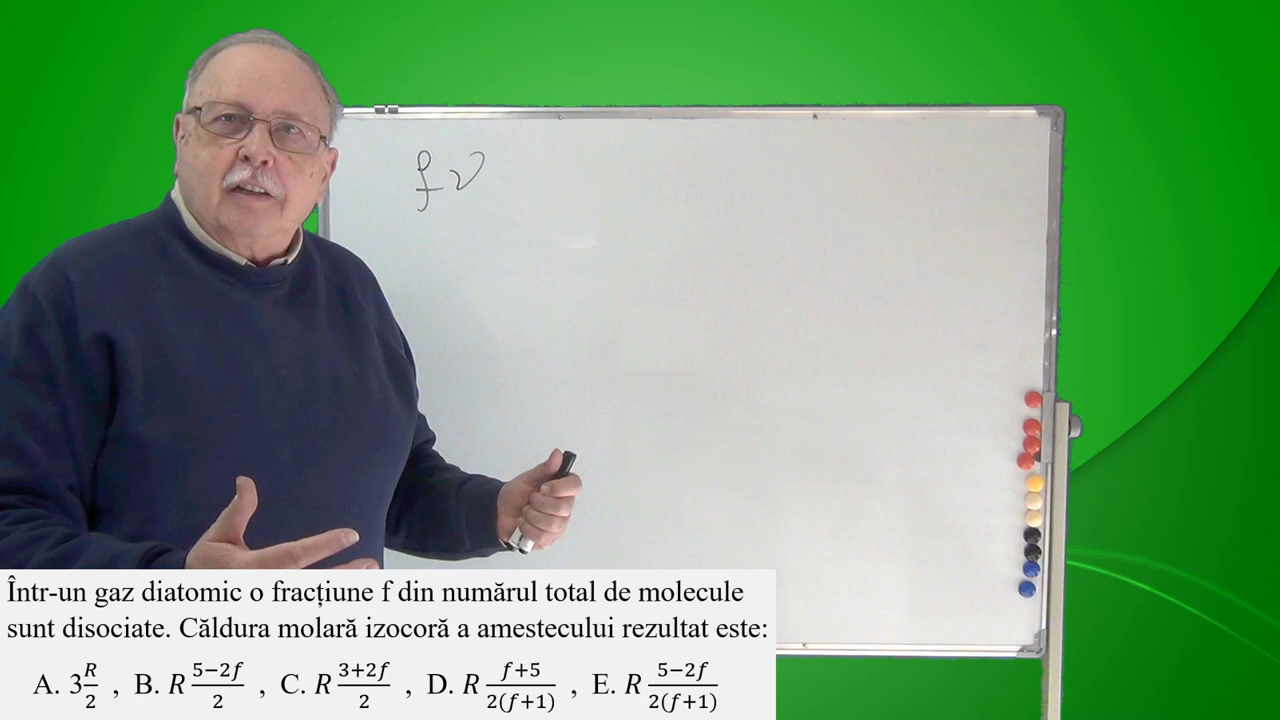 f ν
Într-un gaz diatomic o fracțiune f din numărul total de molecule
sunt disociate. Căldura molară izocoră a amestecului rezultat este:
A. 3 R/2 , B. R (5−2f)/2 , C. R (3+2f)/2 , D. R (f+5)/(2(f+1)) , E. R (5−2f)/(2(f+1))